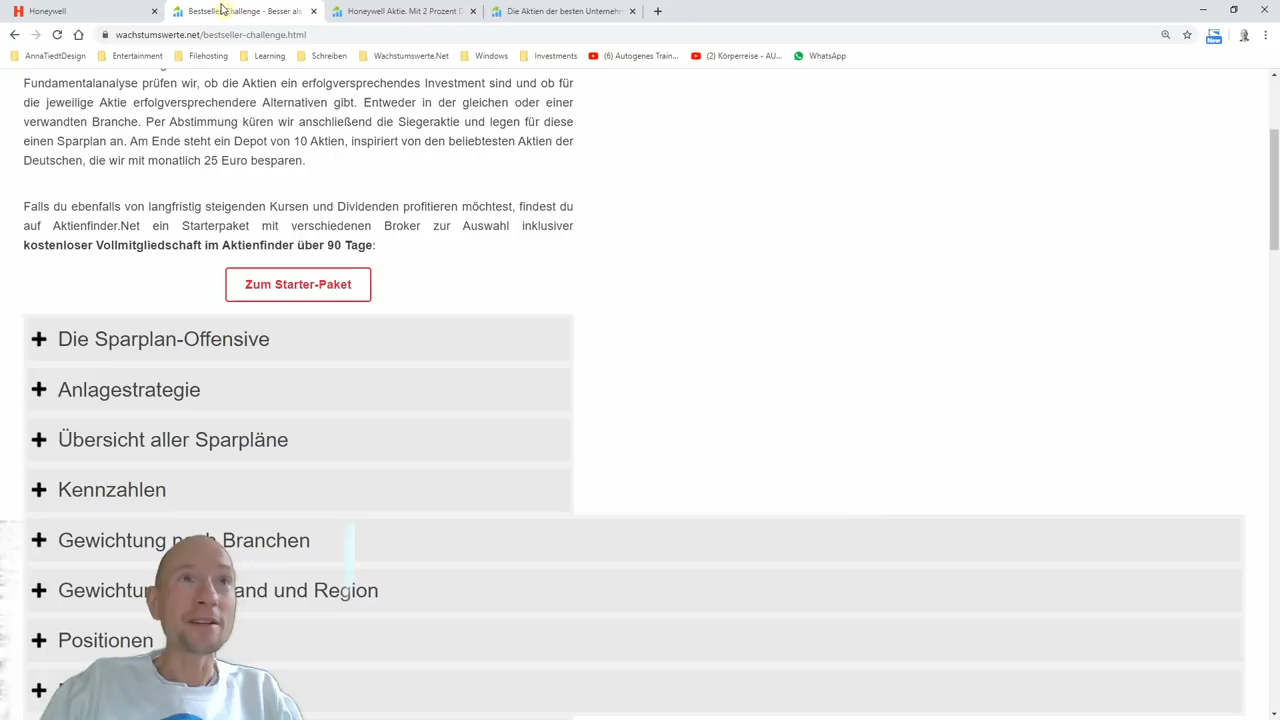 Honeywell
Bestseller-Challenge - Besser als
Honeywell Aktie. Mit 2 Prozent D
Die Aktien der besten Unternehm
wachstumswerte.net/bestseller-challenge.html
New
AnnaTiedtDesign
Entertainment
Filehosting
Learning
Schreiben
Wachstumswerte.Net
Windows
Investments
(6) Autogenes Train...
(2) Körperreise - AU...
WhatsApp
Fundamentalanalyse prüfen wir, ob die Aktien ein erfolgversprechendes Investment sind und ob für
die jeweilige Aktie erfolgversprechendere Alternativen gibt. Entweder in der gleichen oder einer
verwandten Branche. Per Abstimmung küren wir anschließend die Siegeraktie und legen für diese
einen Sparplan an. Am Ende steht ein Depot von 10 Aktien, inspiriert von den beliebtesten Aktien der
Deutschen, die wir mit monatlich 25 Euro besparen.
Falls du ebenfalls von langfristig steigenden Kursen und Dividenden profitieren möchtest, findest du
auf Aktienfinder.Net ein Starterpaket mit verschiedenen Broker zur Auswahl inklusiver
kostenloser Vollmitgliedschaft im Aktienfinder über 90 Tage:
Zum Starter-Paket
Die Sparplan-Offensive
Anlagestrategie
Übersicht aller Sparpläne
Kennzahlen
Gewichtung nach Branchen
Gewichtung Land und Region
Positionen